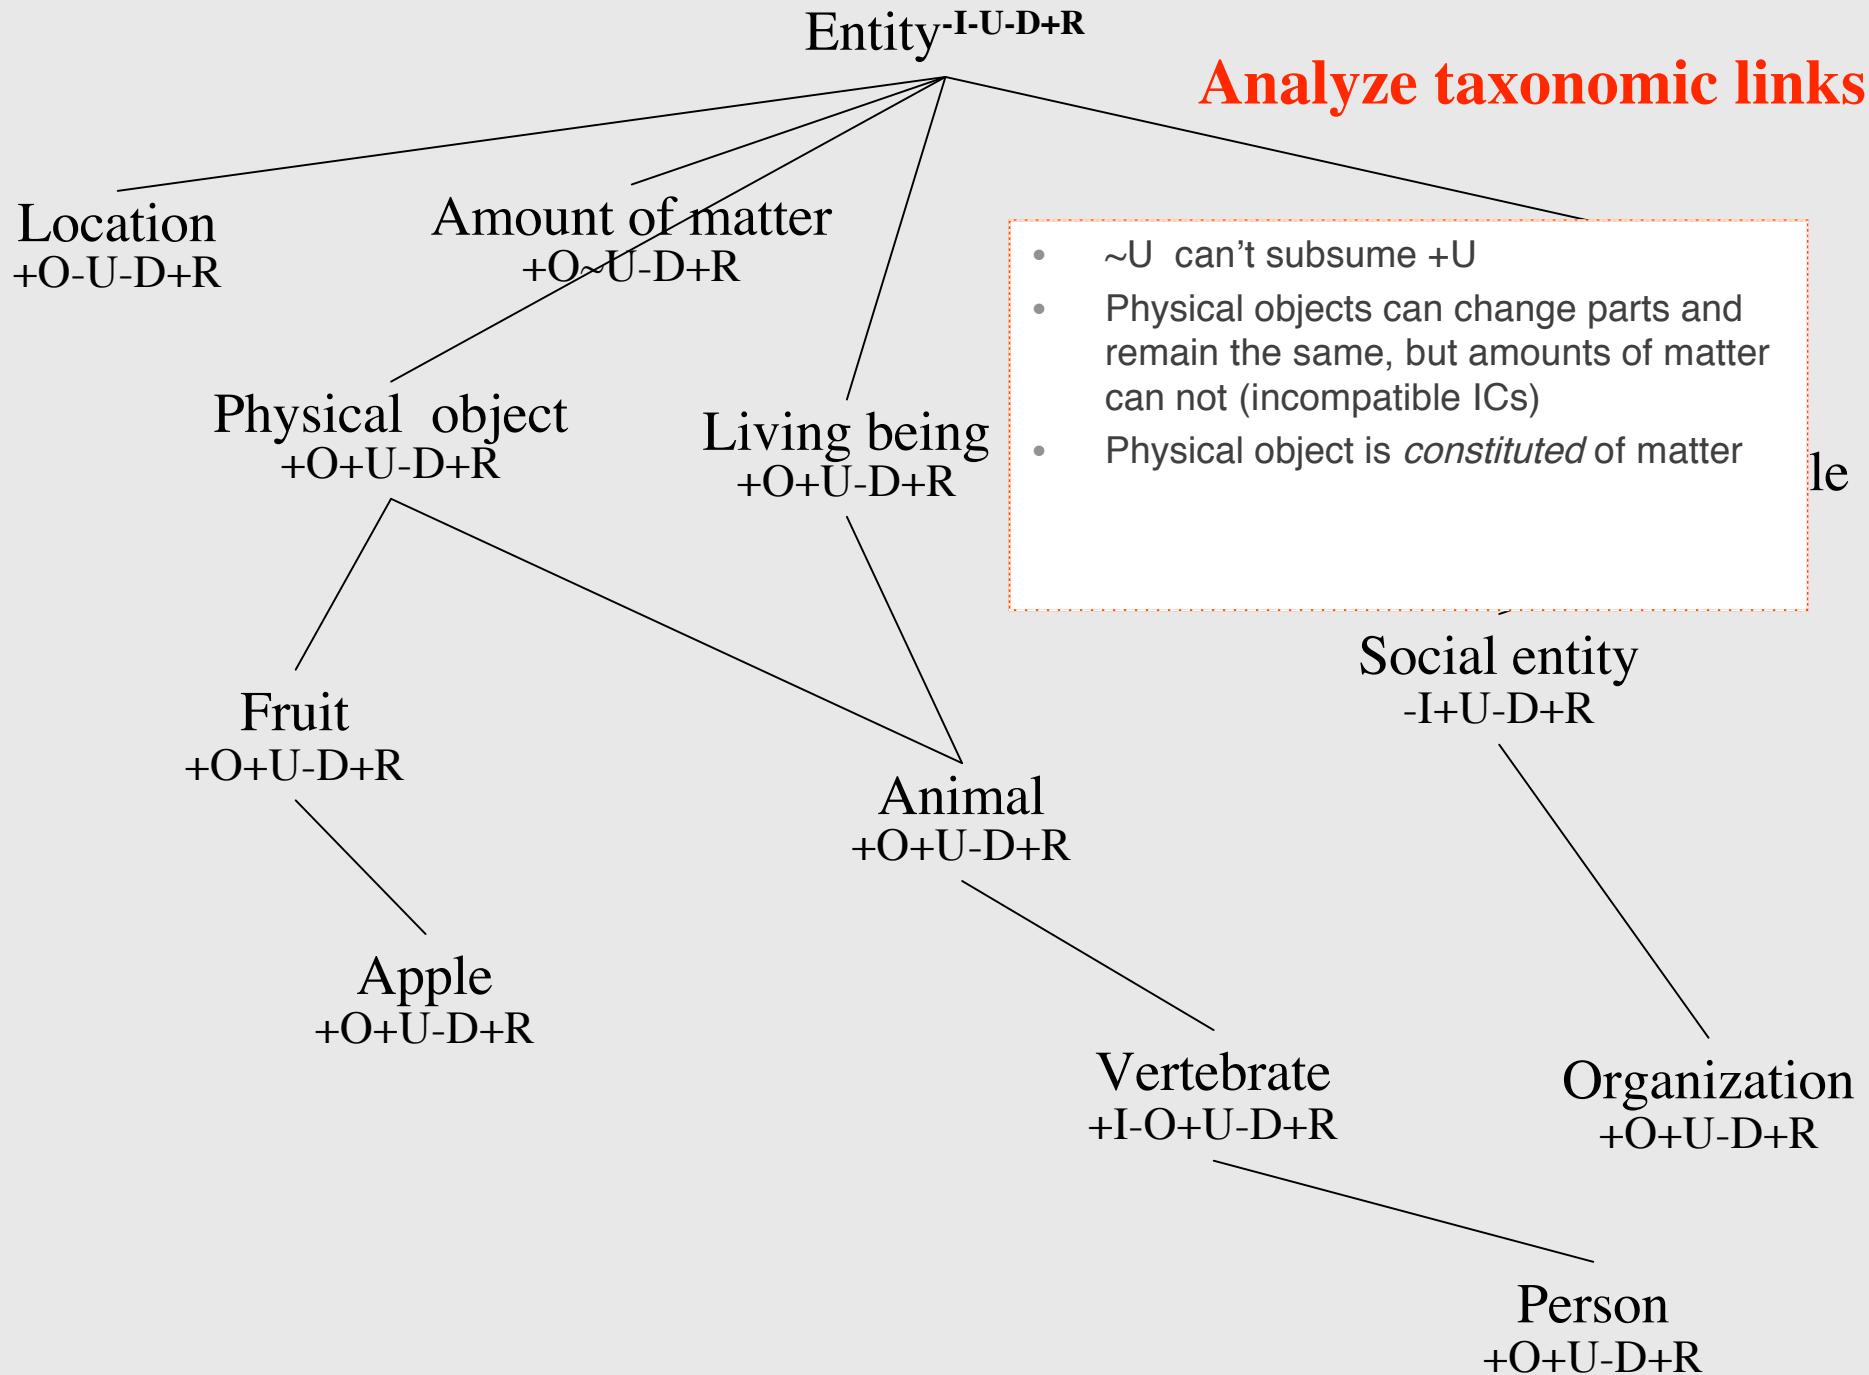 Entity-I-U-D+R
Analyze taxonomic links
Location
+O-U-D+R
Amount of matter
+O~U-D+R
• ~U can't subsume +U
• Physical objects can change parts and
remain the same, but amounts of matter
can not (incompatible ICs)
• Physical object is constituted of matter
Physical object
+O+U-D+R
Living being
+O+U-D+R
le
Social entity
-I+U-D+R
Fruit
+O+U-D+R
Animal
+O+U-D+R
Apple
+O+U-D+R
Vertebrate
+I-O+U-D+R
Organization
+O+U-D+R
Person
+O+U-D+R